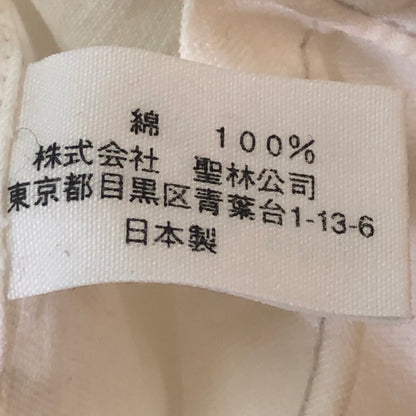 綿 100%
株式会社 聖林公司
東京都目黒区青葉台1-13-6
日本製